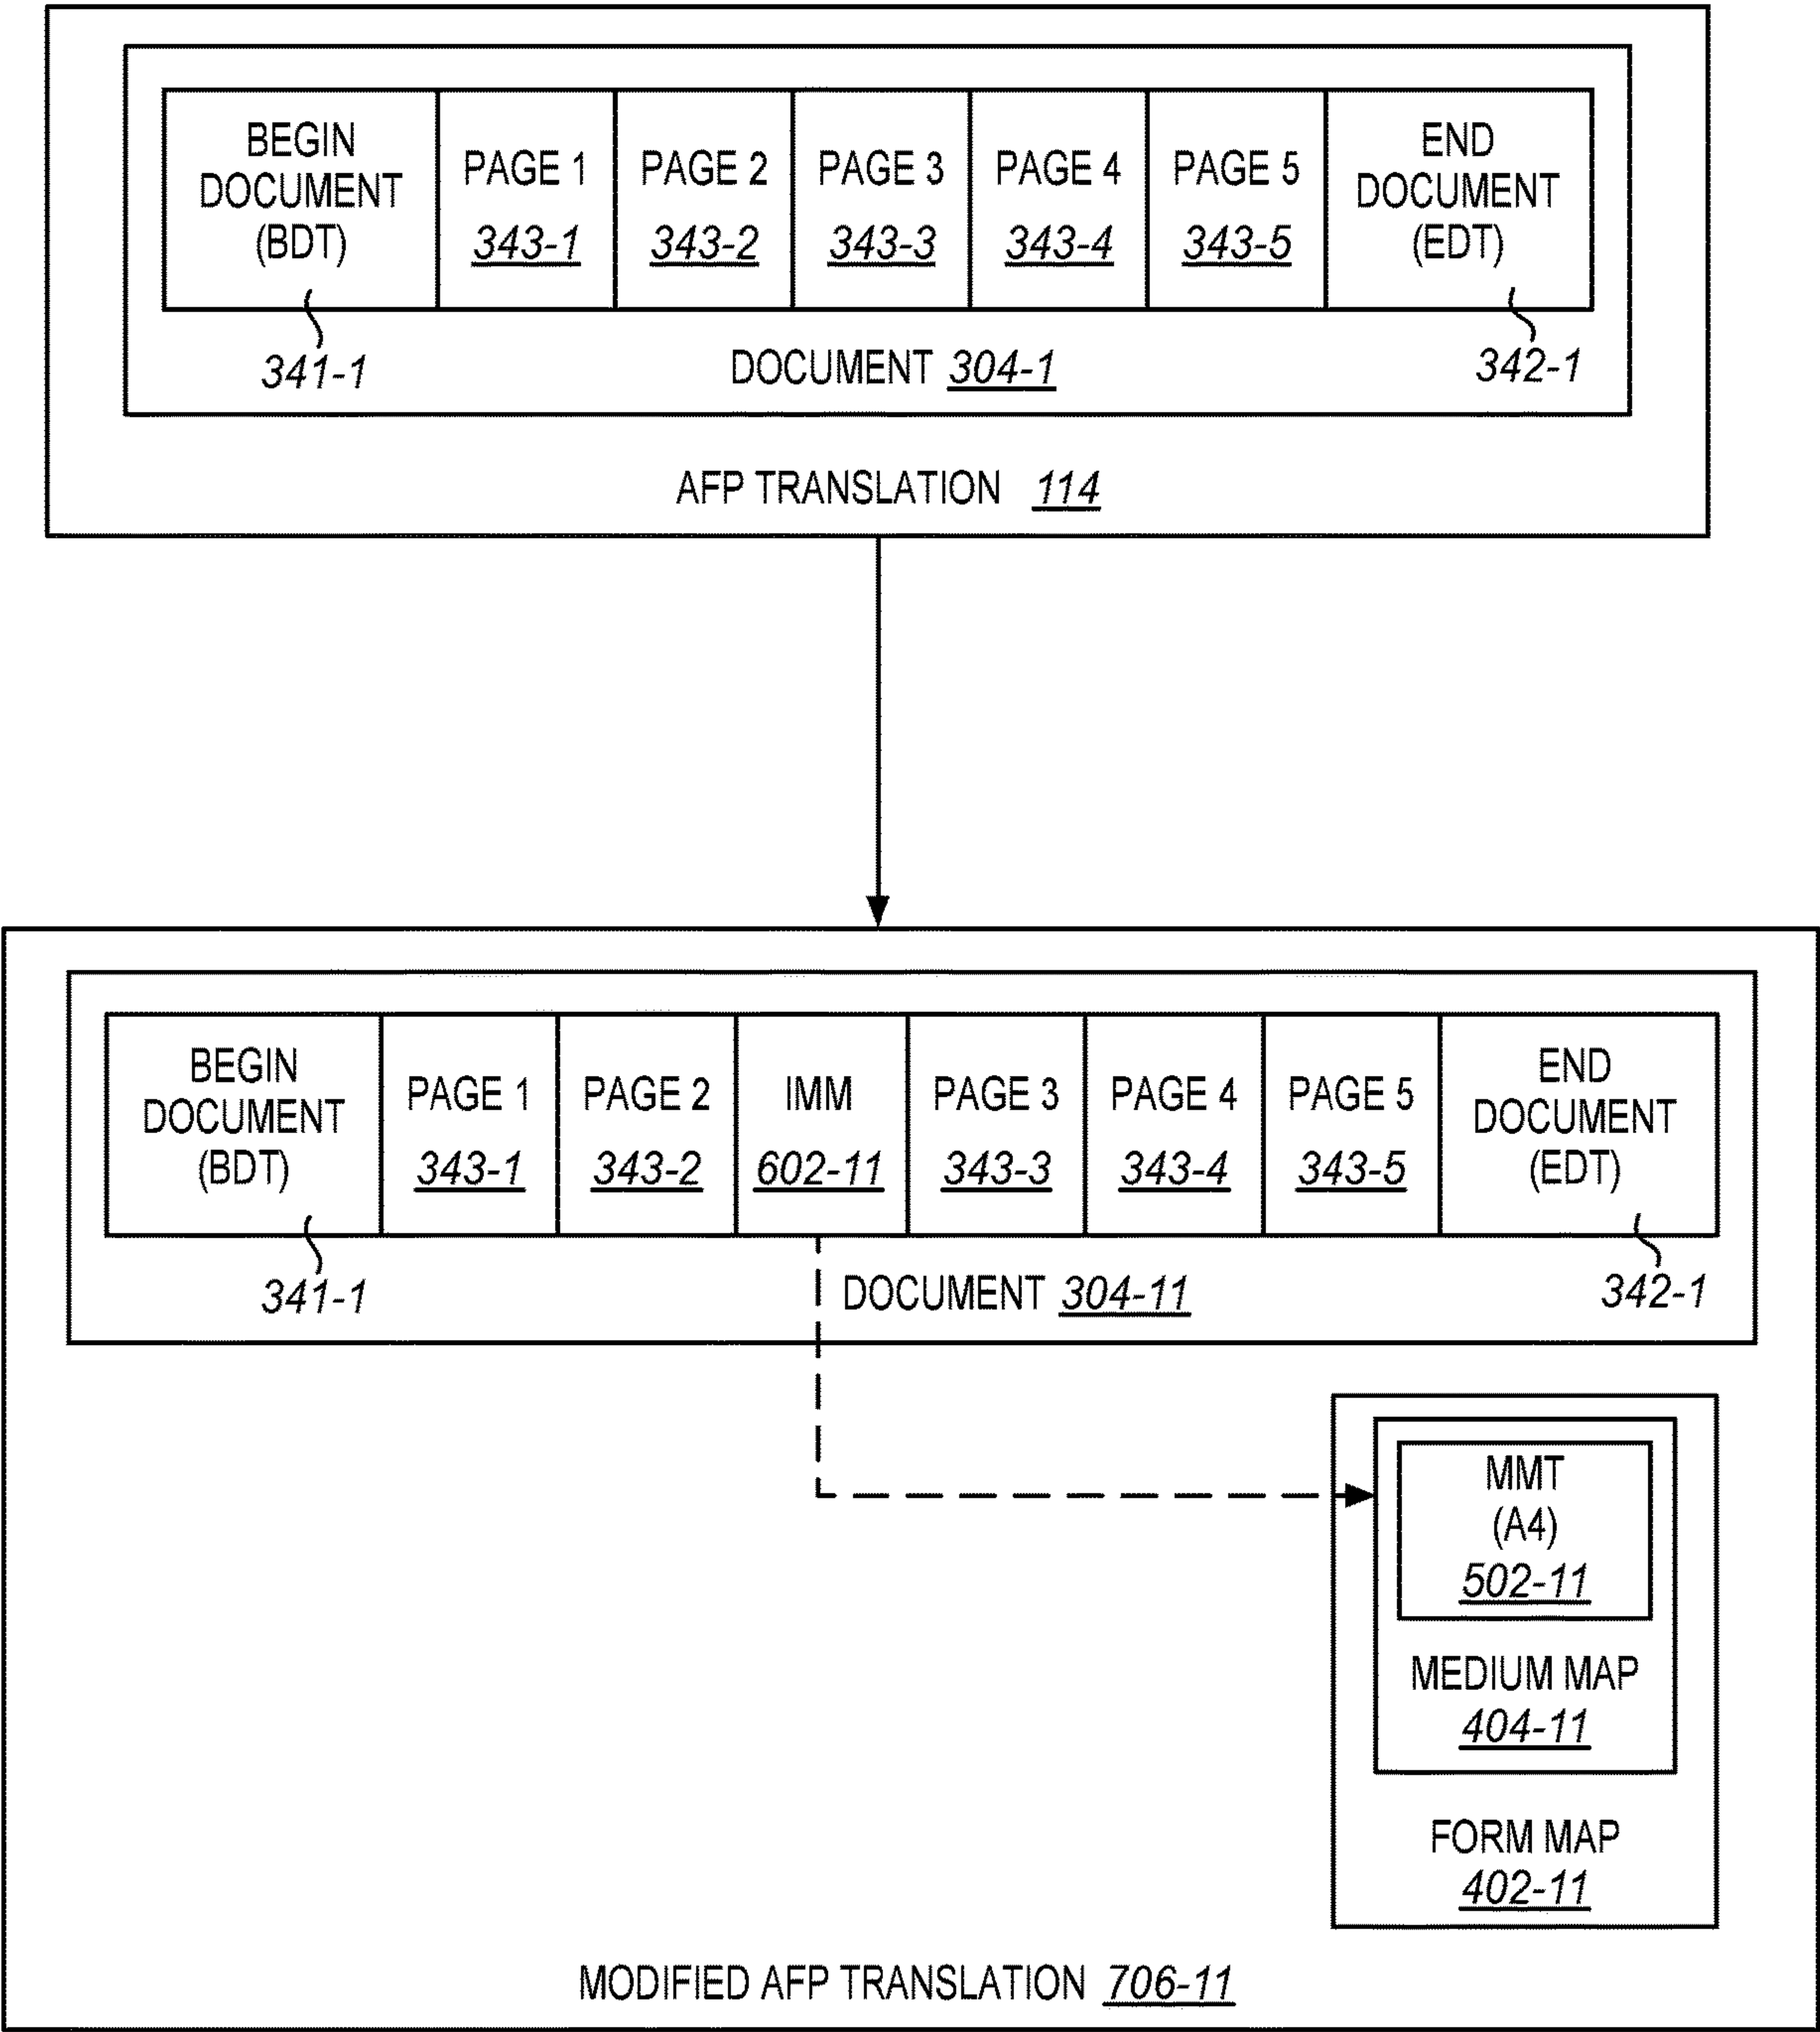 BEGIN
DOCUMENT
(BDT)
PAGE 1
343-1
PAGE 2
343-2
PAGE 3
343-3
PAGE 4
343-4
PAGE 5
343-5
END
DOCUMENT
(EDT)
341-1
DOCUMENT 304-1
342-1
AFP TRANSLATION 114
BEGIN
DOCUMENT
(BDT)
PAGE 1
343-1
PAGE 2
343-2
IMM
602-11
PAGE 3
343-3
PAGE 4
343-4
PAGE 5
343-5
END
DOCUMENT
(EDT)
341-1
DOCUMENT 304-11
342-1
MMT
(A4)
502-11
MEDIUM MAP
404-11
FORM MAP
402-11
MODIFIED AFP TRANSLATION 706-11